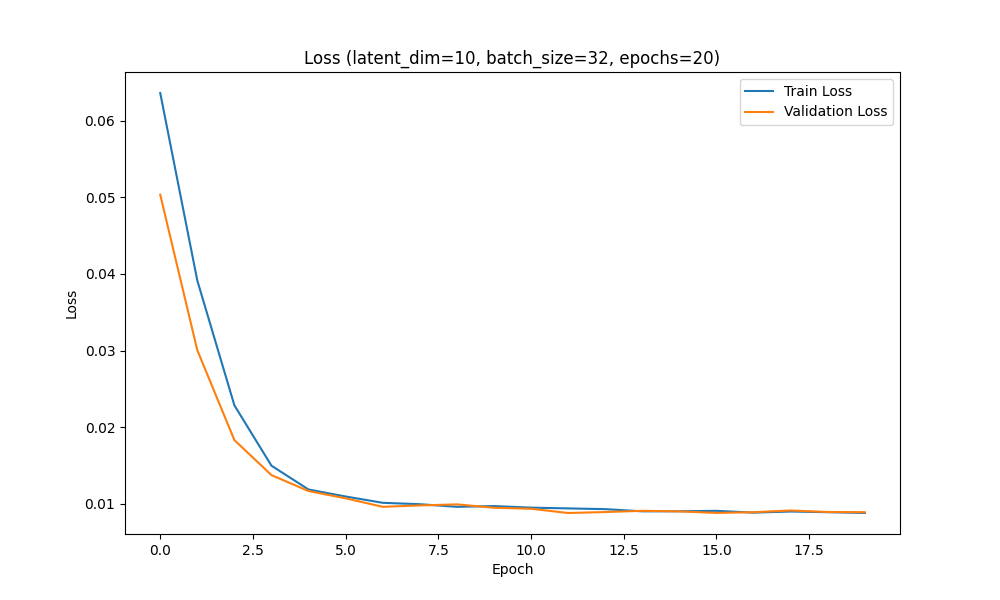 Loss (latent_dim=10, batch_size=32, epochs=20)
Train Loss
Validation Loss
0.06
0.05
0.04
0.03
0.02
0.01
Loss
0.0 2.5 5.0 7.5 10.0 12.5 15.0 17.5
Epoch